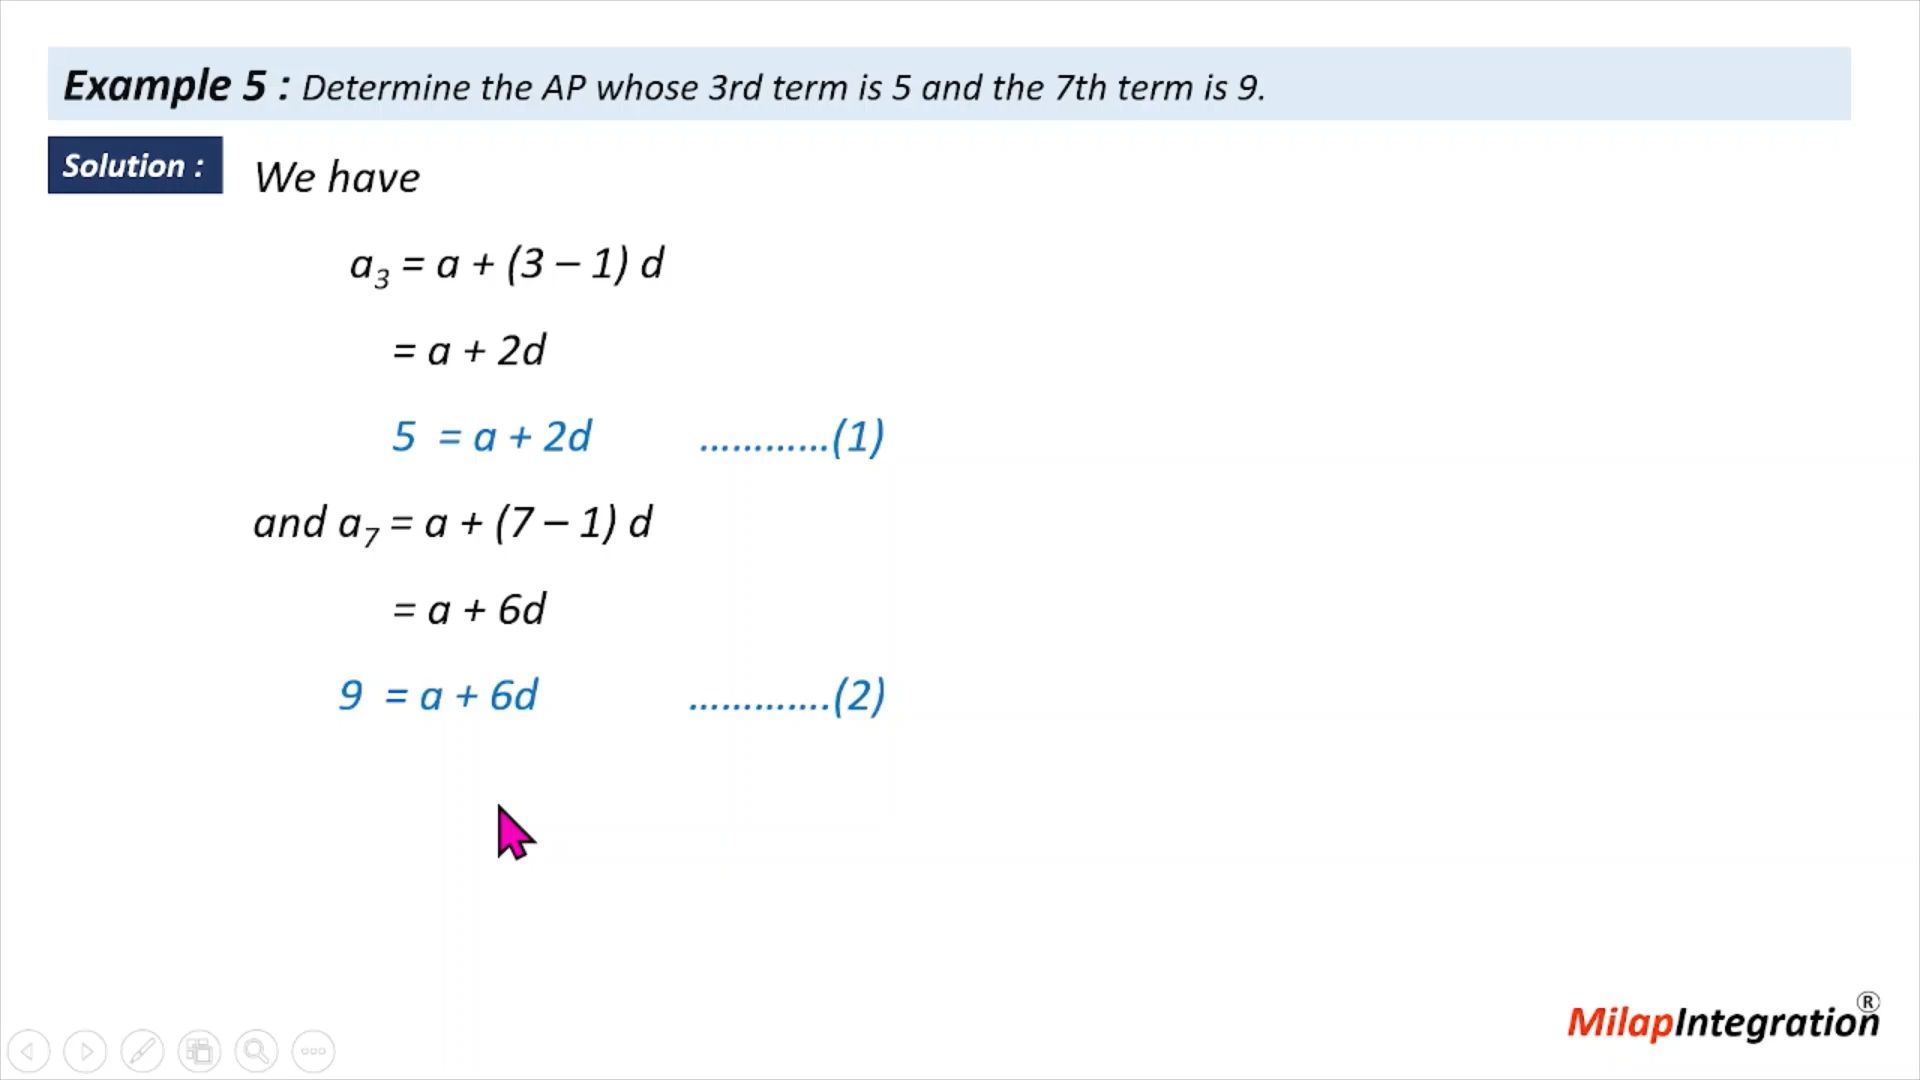 Example 5 : Determine the AP whose 3rd term is 5 and the 7th term is 9.
Solution : We have
a₃ = a + (3 – 1) d
= a + 2d
5 = a + 2d …………(1)
and a₇ = a + (7 – 1) d
= a + 6d
9 = a + 6d ………….(2)
MilapIntegration®